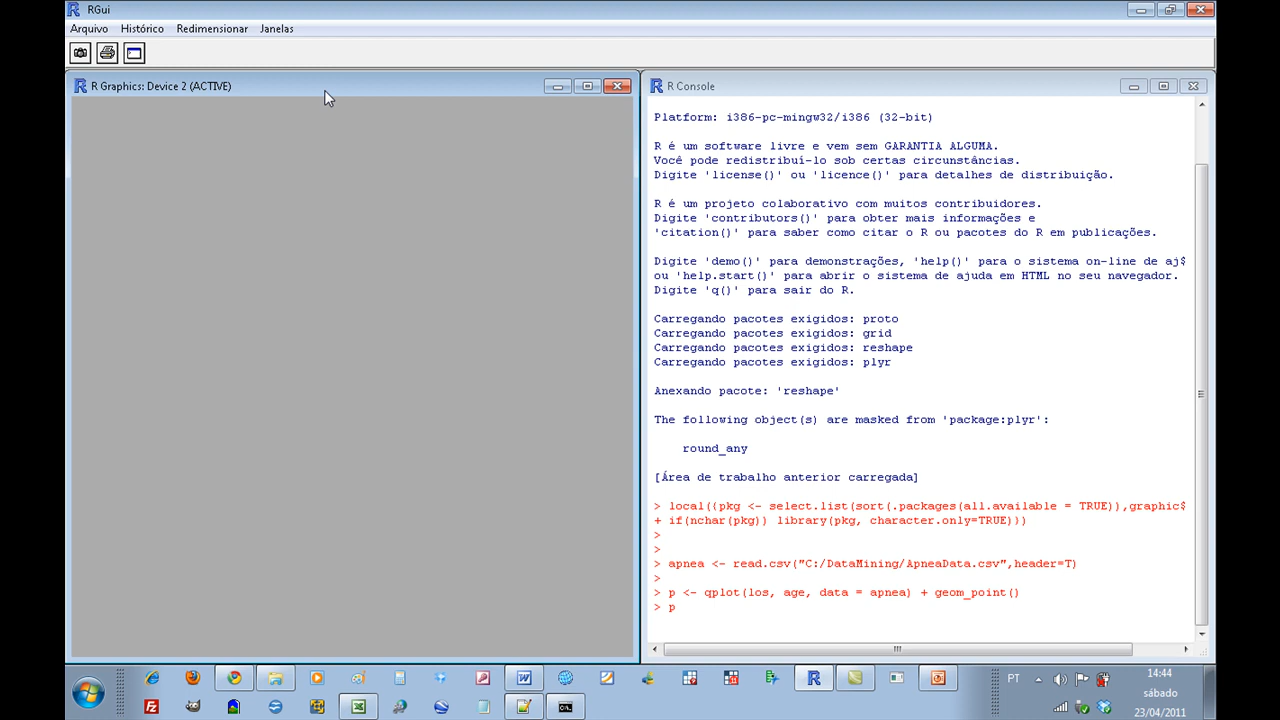 RGui
Arquivo Histórico Redimensionar Janelas
R Graphics: Device 2 (ACTIVE)
R Console
Platform: i386-pc-mingw32/i386 (32-bit)
R é um software livre e vem sem GARANTIA ALGUMA.
Você pode redistribuí-lo sob certas circunstâncias.
Digite 'license()' ou 'licence()' para detalhes de distribuição.
R é um projeto colaborativo com muitos contribuidores.
Digite 'contributors()' para obter mais informações e
'citation()' para saber como citar o R ou pacotes do R em publicações.
Digite 'demo()' para demonstrações, 'help()' para o sistema on-line de aj$
ou 'help.start()' para abrir o sistema de ajuda em HTML no seu navegador.
Digite 'q()' para sair do R.
Carregando pacotes exigidos: proto
Carregando pacotes exigidos: grid
Carregando pacotes exigidos: reshape
Carregando pacotes exigidos: plyr
Anexando pacote: 'reshape'
The following object(s) are masked from 'package:plyr':
round_any
[Área de trabalho anterior carregada]
> local((pkg <- select.list(sort(.packages(all.available = TRUE)),graphic$
+ if(nchar(pkg)) library(pkg, character.only=TRUE)))
>
>
> apnea <- read.csv("C:/DataMining/ApneaData.csv",header=T)
>
> p <- qplot(los, age, data = apnea) + geom_point()
> p
PT
14:44
sábado
23/04/2011